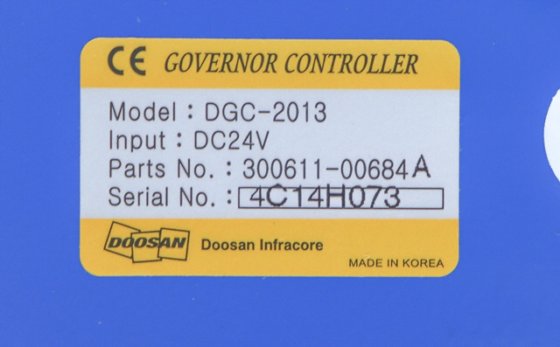 CE GOVERNOR CONTROLLER
Model : DGC-2013
Input : DC24V
Parts No. : 300611-00684A
Serial No. : 4C14H073
DOOSAN Doosan Infracore
MADE IN KOREA